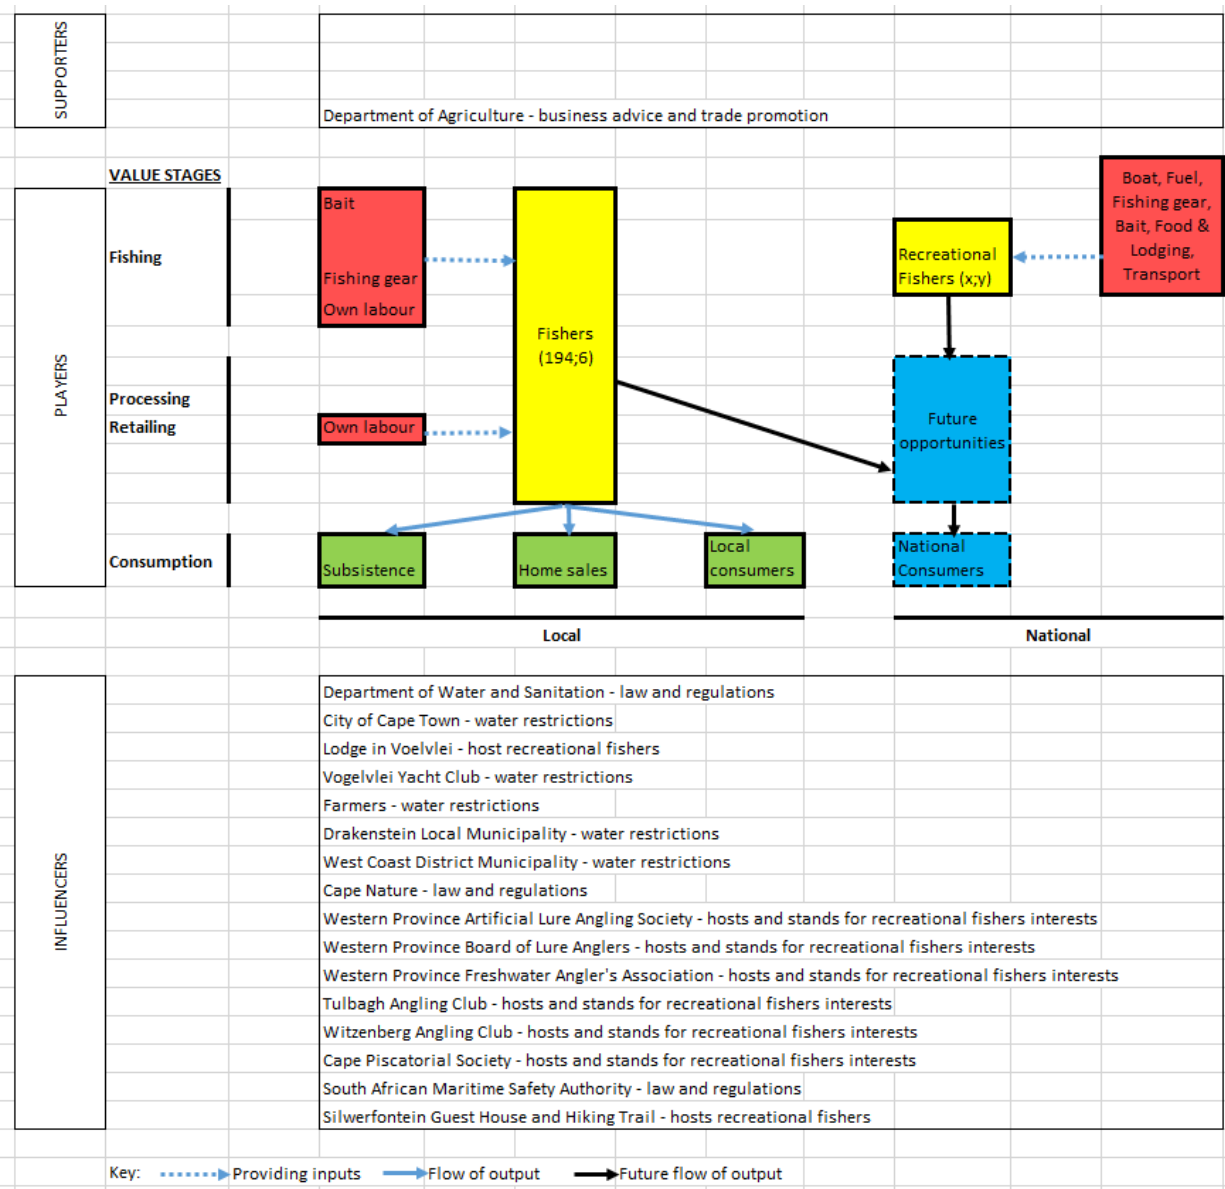 SUPPORTERS
Department of Agriculture - business advice and trade promotion
PLAYERS
VALUE STAGES
Fishing
Processing
Retailing
Consumption
Bait
Fishing gear
Own labour
Own labour
Fishers
(194;6)
Recreational
Fishers (x;y)
Boat, Fuel,
Fishing gear,
Bait, Food &
Lodging,
Transport
Future
opportunities
Subsistence
Home sales
Local
consumers
National
Consumers
Local
National
INFLUENCERS
Department of Water and Sanitation - law and regulations
City of Cape Town - water restrictions
Lodge in Voelvlei - host recreational fishers
Vogelvlei Yacht Club - water restrictions
Farmers - water restrictions
Drakenstein Local Municipality - water restrictions
West Coast District Municipality - water restrictions
Cape Nature - law and regulations
Western Province Artificial Lure Angling Society - hosts and stands for recreational fishers interests
Western Province Board of Lure Anglers - hosts and stands for recreational fishers interests
Western Province Freshwater Angler's Association - hosts and stands for recreational fishers interests
Tulbagh Angling Club - hosts and stands for recreational fishers interests
Witzenberg Angling Club - hosts and stands for recreational fishers interests
Cape Piscatorial Society - hosts and stands for recreational fishers interests
South African Maritime Safety Authority - law and regulations
Silwerfontein Guest House and Hiking Trail - hosts recreational fishers
Key: Providing inputs Flow of output Future flow of output